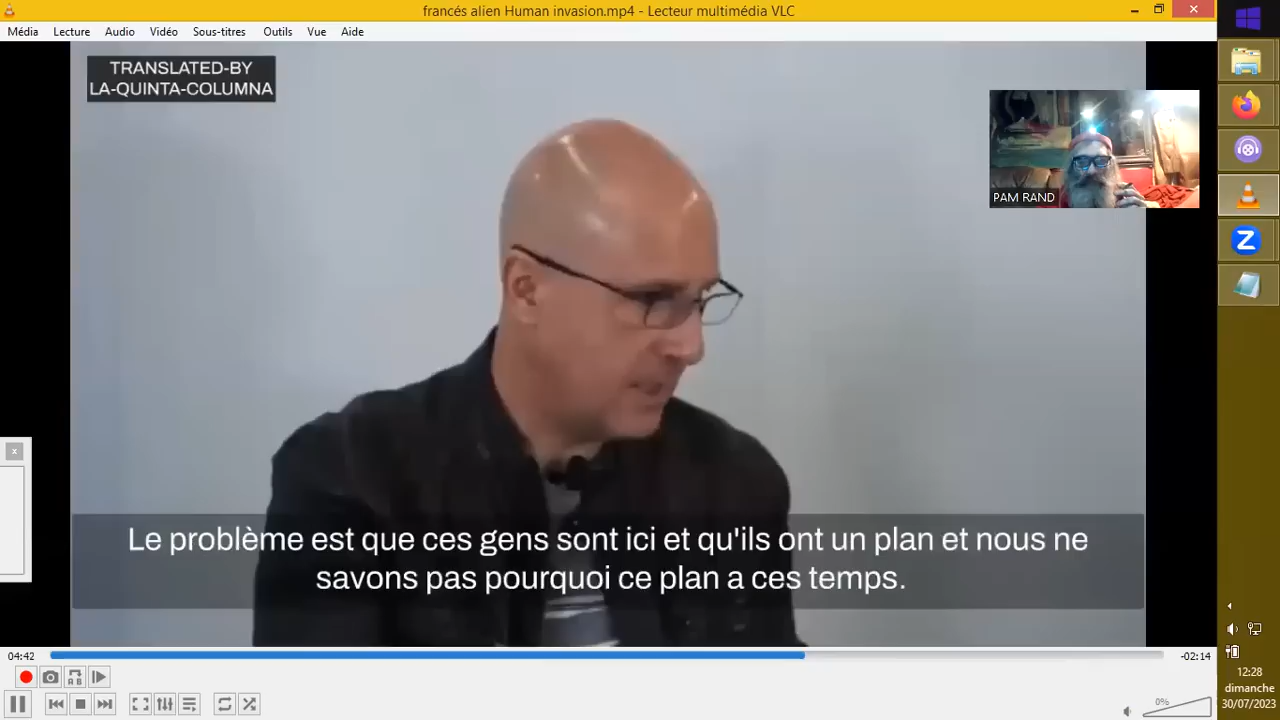 francés alien Human invasion.mp4 - Lecteur multimédia VLC
Média Lecture Audio Vidéo Sous-titres Outils Vue Aide
TRANSLATED-BY
LA-QUINTA-COLUMNA
PAM RAND
Le problème est que ces gens sont ici et qu'ils ont un plan et nous ne
savons pas pourquoi ce plan a ces temps.
04:42
-02:14
0%
12:28
dimanche
30/07/2023